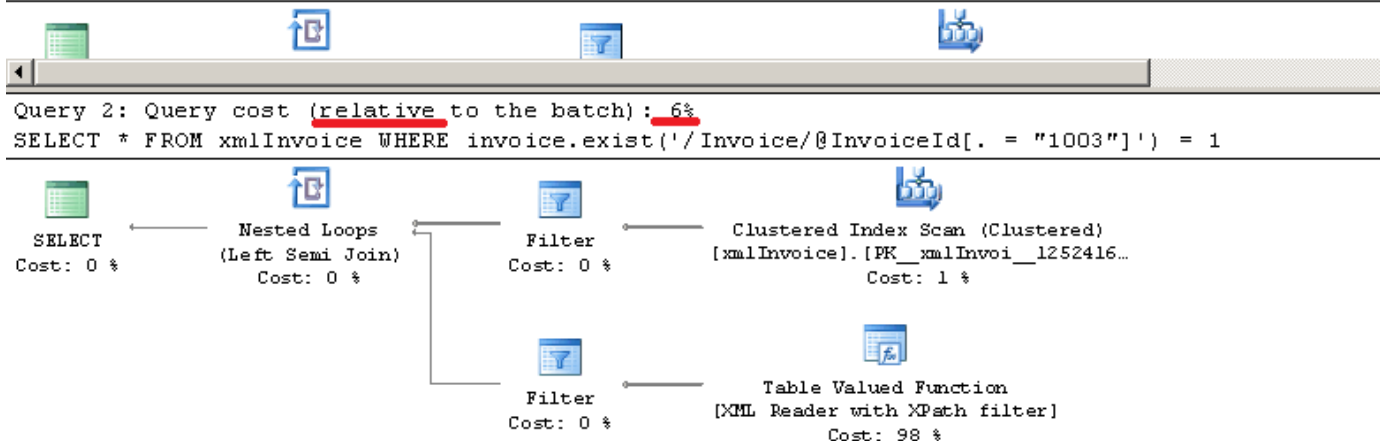 Query 2: Query cost (relative to the batch): 6%
SELECT * FROM xmlInvoice WHERE invoice.exist('/Invoice/@InvoiceId[. = "1003"]') = 1
SELECT
Cost: 0 %
Nested Loops
(Left Semi Join)
Cost: 0 %
Filter
Cost: 0 %
Clustered Index Scan (Clustered)
[xmlInvoice].[PK__xmlInvoi__1252416…
Cost: 1 %
Filter
Cost: 0 %
Table Valued Function
[XML Reader with XPath filter]
Cost: 98 %